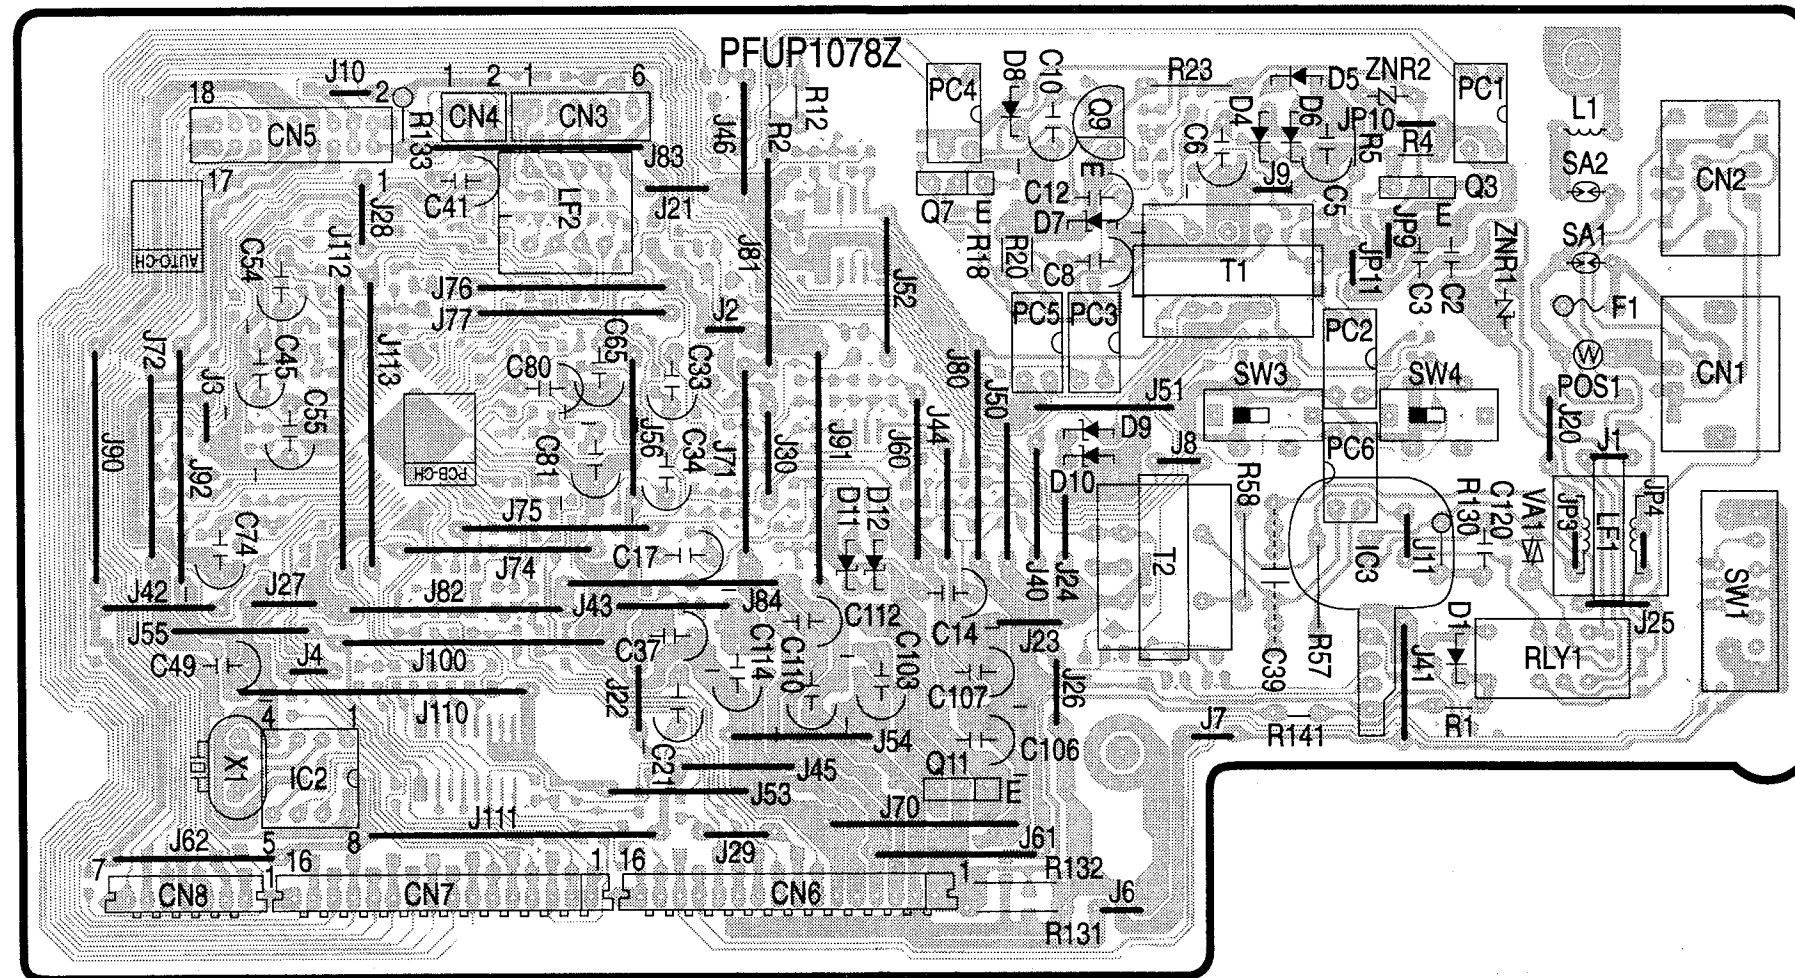 PFUP1078Z
J10
18
2
CN5
17
1
R133
1
2
CN4
1
6
CN3
J83
J46
R2
R12
PC4
D8
C10
Q9
R23
D5
ZNR2
D4
D6
JP10
R5
R4
PC1
L1
SA2
CN2
C6
J9
C5
Q3
E
AUTO-CH
J28
C41
LF2
J21
Q7
E
C12
E
D7
R18
R20
C8
T1
JP9
JP11
C3
C2
ZNR1
SA1
F1
C54
J112
J81
J76
J77
J2
J52
PC5
PC3
PC2
W
POS1
CN1
J72
J3
C45
C55
J113
C80
C65
C33
J80
J50
J51
SW3
SW4
J90
J92
PCB-CH
C81
J56
C34
J71
J30
J91
J60
J44
D9
D10
J8
PC6
J20
J1
R58
R130
C120
VA1
JP3
LF1
JP4
C74
J75
J74
C17
D11
D12
T2
IC3
J11
J42
J27
J82
J43
J84
C112
J40
J24
SW1
J55
C49
J4
J100
C37
C114
C110
C103
C14
J23
C107
C39
R57
J41
D1
RLY1
J25
J110
J22
J26
4
1
X1
IC2
5
8
C21
J54
J45
J53
Q11
E
C106
J7
R141
R1
J62
J111
J29
J70
J61
7
1
CN8
16
1
CN7
16
1
CN6
R132
J6
R131